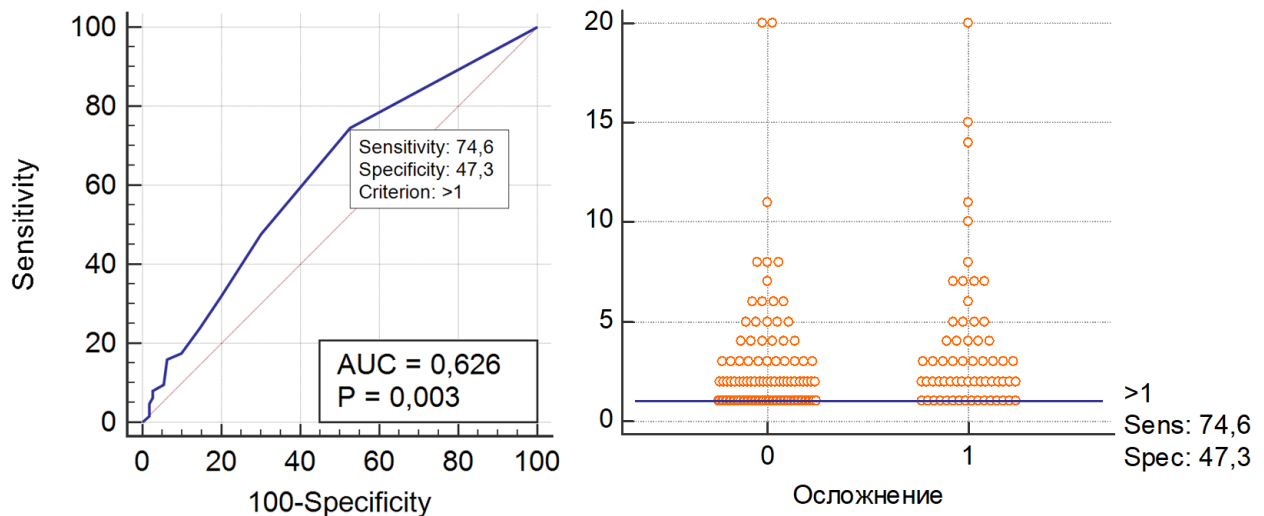 100
80
60
40
20
0
Sensitivity
Sensitivity: 74,6
Specificity: 47,3
Criterion: >1
AUC = 0,626
P = 0,003
0 20 40 60 80 100
100-Specificity
20
15
10
5
0
0 1
Осложнение
>1
Sens: 74,6
Spec: 47,3